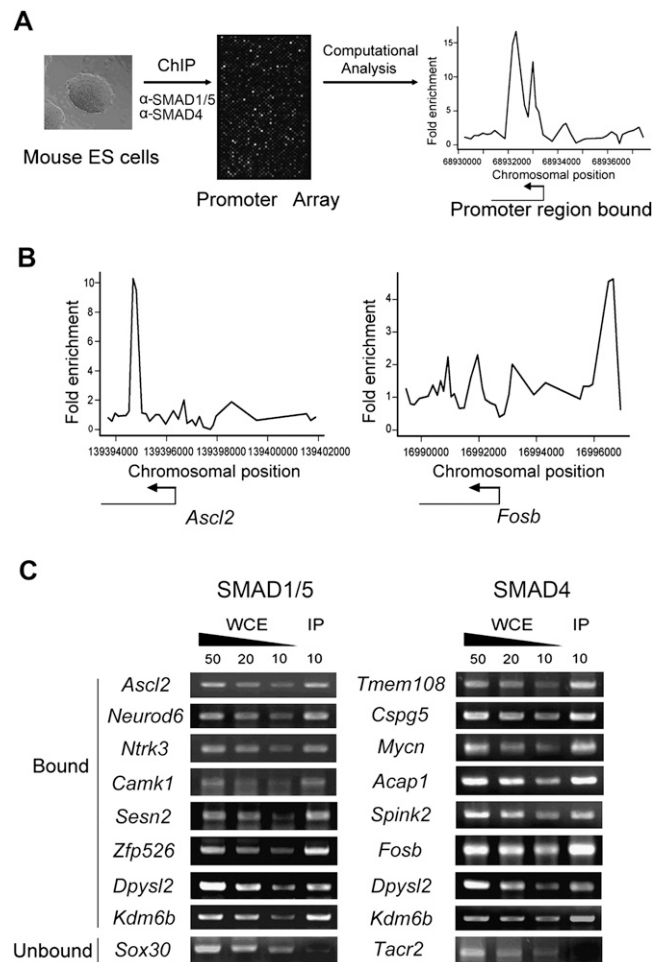 A
ChIP
α-SMAD1/5
α-SMAD4
Mouse ES cells
Promoter Array
Computational
Analysis
Fold enrichment
15
10
5
0
68930000 68932000 68934000 68936000
Chromosomal position
Promoter region bound
B
Fold enrichment
10
8
6
4
2
0
139394000 139396000 139398000 139400000 139402000
Chromosomal position
Ascl2
Fold enrichment
4
3
2
1
0
16990000 16992000 16994000 16996000
Chromosomal position
Fosb
C
SMAD1/5
WCE IP
50 20 10 10
Bound
Ascl2
Neurod6
Ntrk3
Camk1
Sesn2
Zfp526
Dpysl2
Kdm6b
Unbound
Sox30
SMAD4
WCE IP
50 20 10 10
Tmem108
Cspg5
Mycn
Acap1
Spink2
Fosb
Dpysl2
Kdm6b
Tacr2